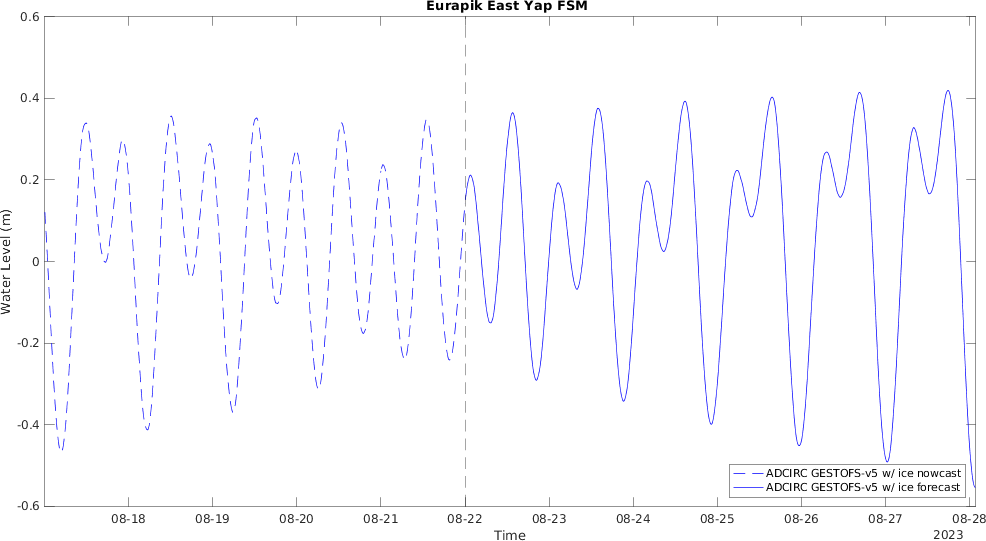 Eurapik East Yap FSM
0.6
0.4
0.2
0
-0.2
-0.4
-0.6
Water Level (m)
ADCIRC GESTOFS-v5 w/ ice nowcast
ADCIRC GESTOFS-v5 w/ ice forecast
08-18 08-19 08-20 08-21 08-22 08-23 08-24 08-25 08-26 08-27 08-28
Time
2023